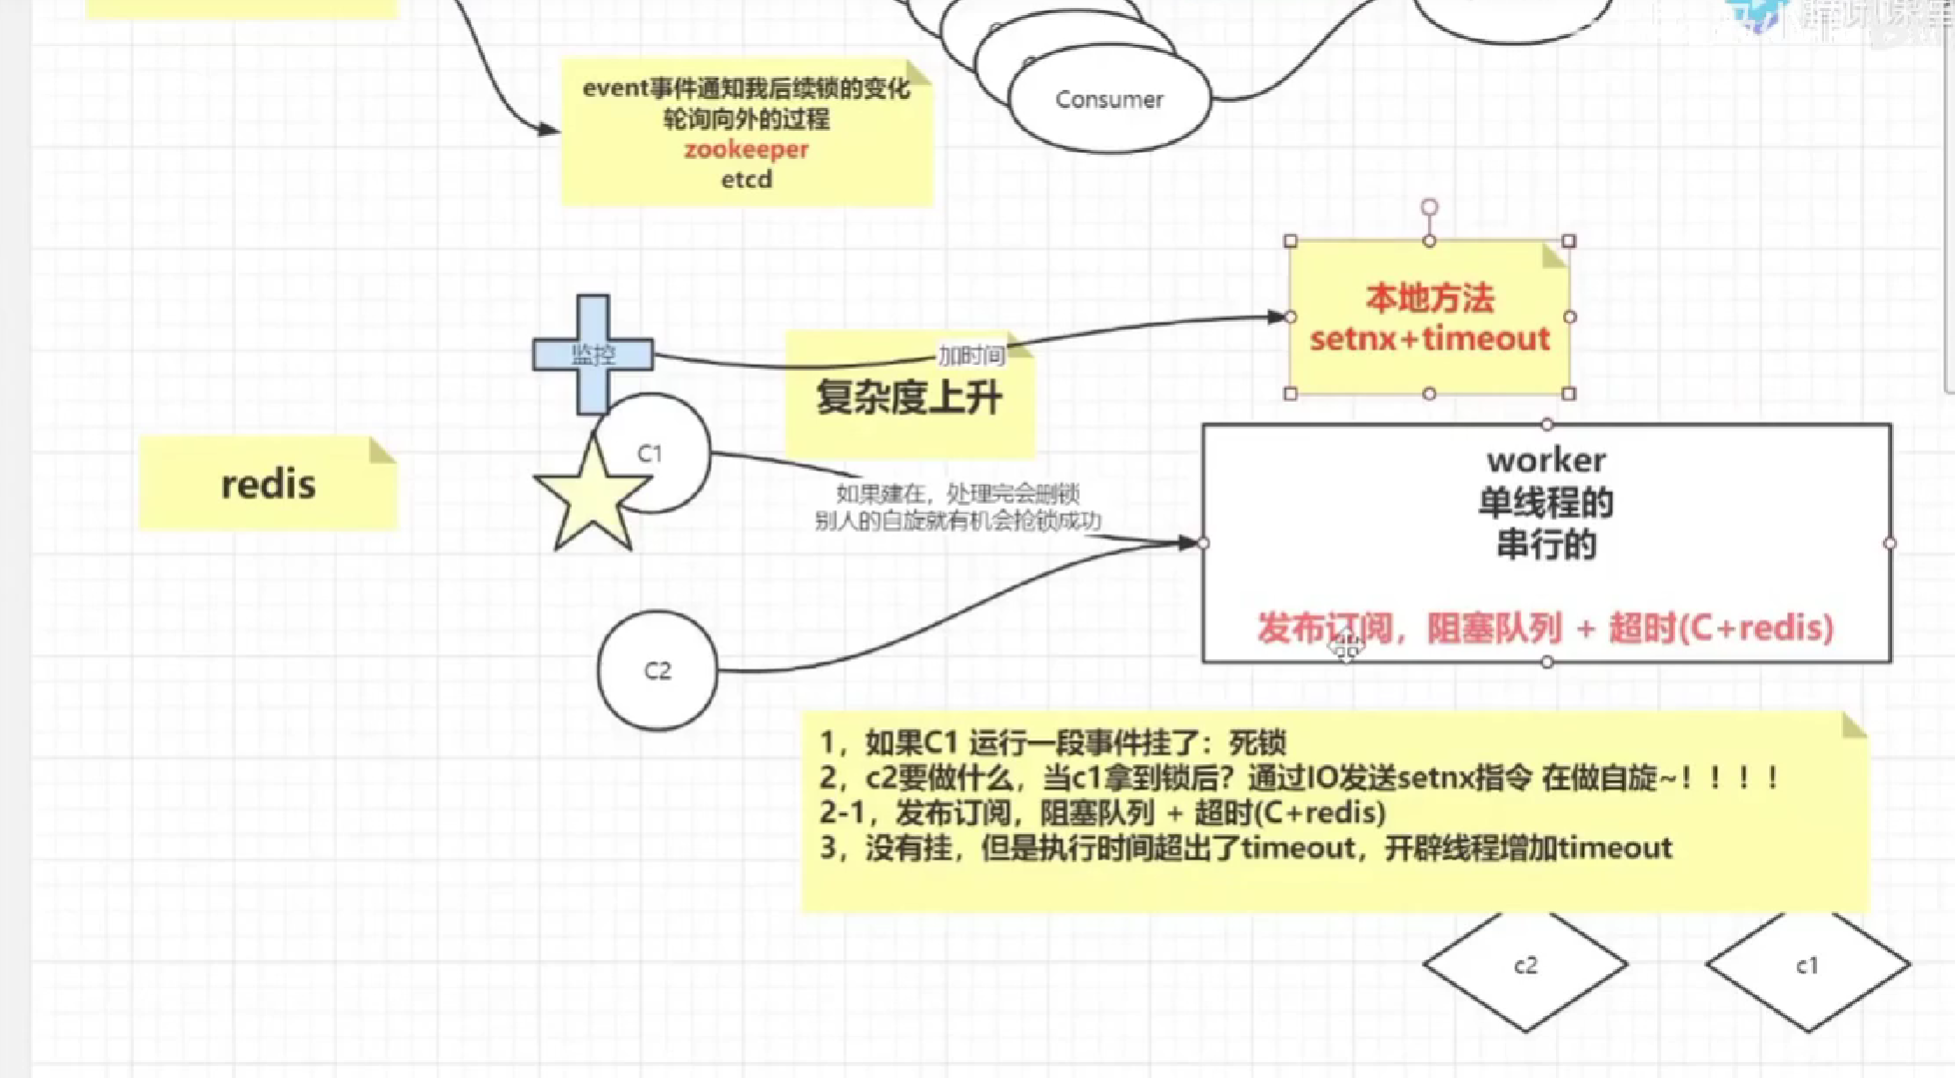 event事件通知我后续锁的变化
轮询向外的过程
zookeeper
etcd
Consumer
本地方法
setnx+timeout
监控
加时间
复杂度上升
redis
C1
如果建在，处理完会删锁
别人的自旋就有机会抢锁成功
worker
单线程的
串行的
发布订阅，阻塞队列 + 超时(C+redis)
C2
1，如果C1 运行一段事件挂了：死锁
2，c2要做什么，当c1拿到锁后？通过IO发送setnx指令 在做自旋~！！！！
2-1，发布订阅，阻塞队列 + 超时(C+redis)
3，没有挂，但是执行时间超出了timeout，开辟线程增加timeout
c2
c1